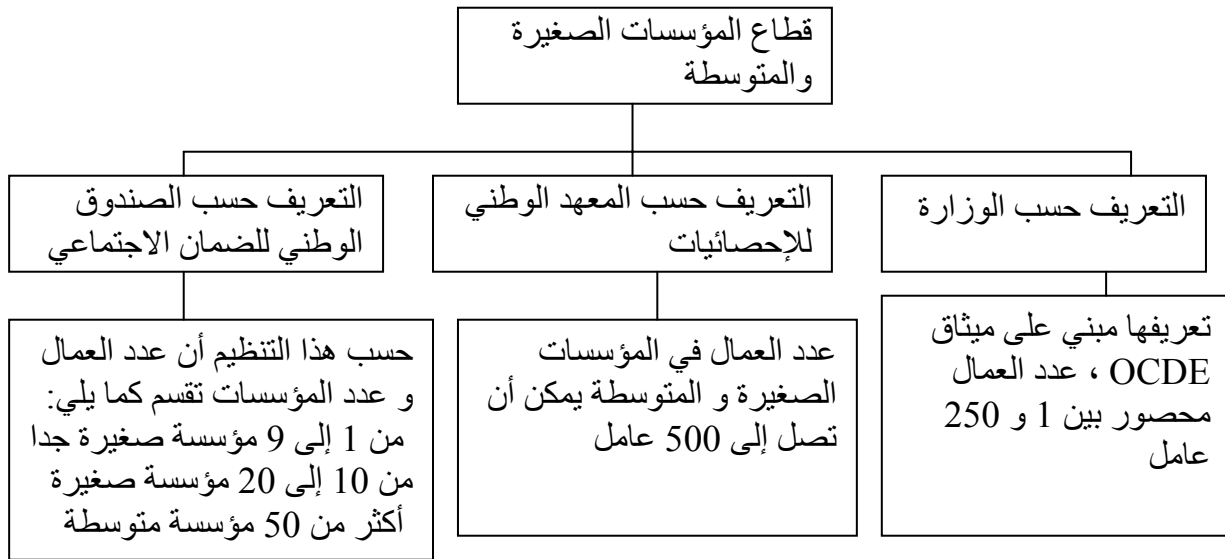 قطاع المؤسسات الصغيرة
والمتوسطة
التعريف حسب الوزارة
التعريف حسب المعهد الوطني
للإحصائيات
التعريف حسب الصندوق
الوطني للضمان الاجتماعي
تعريفها مبني على ميثاق
OCDE ، عدد العمال
محصور بين 1 و 250
عامل
عدد العمال في المؤسسات
الصغيرة و المتوسطة يمكن أن
تصل إلى 500 عامل
حسب هذا التنظيم أن عدد العمال
و عدد المؤسسات تقسم كما يلي:
من 1 إلى 9 مؤسسة صغيرة جدا
من 10 إلى 20 مؤسسة صغيرة
أكثر من 50 مؤسسة متوسطة